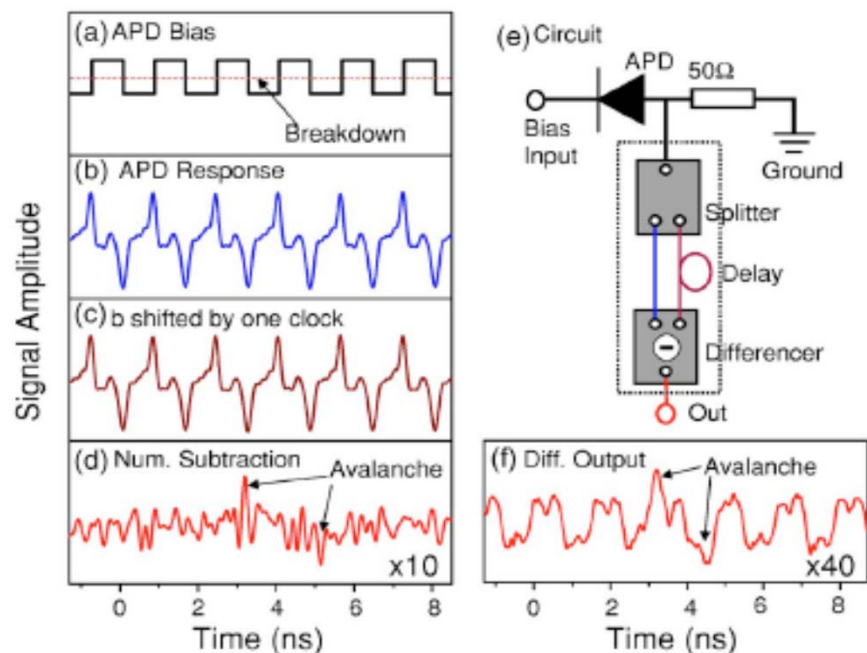 (a) APD Bias
Breakdown
(b) APD Response
(c) b shifted by one clock
(d) Num. Subtraction
Avalanche
x10
0 2 4 6 8
Time (ns)
Signal Amplitude
(e) Circuit
APD
50Ω
Bias
Input
Ground
Splitter
Delay
Differencer
Out
(f) Diff. Output
Avalanche
x40
0 2 4 6 8
Time (ns)